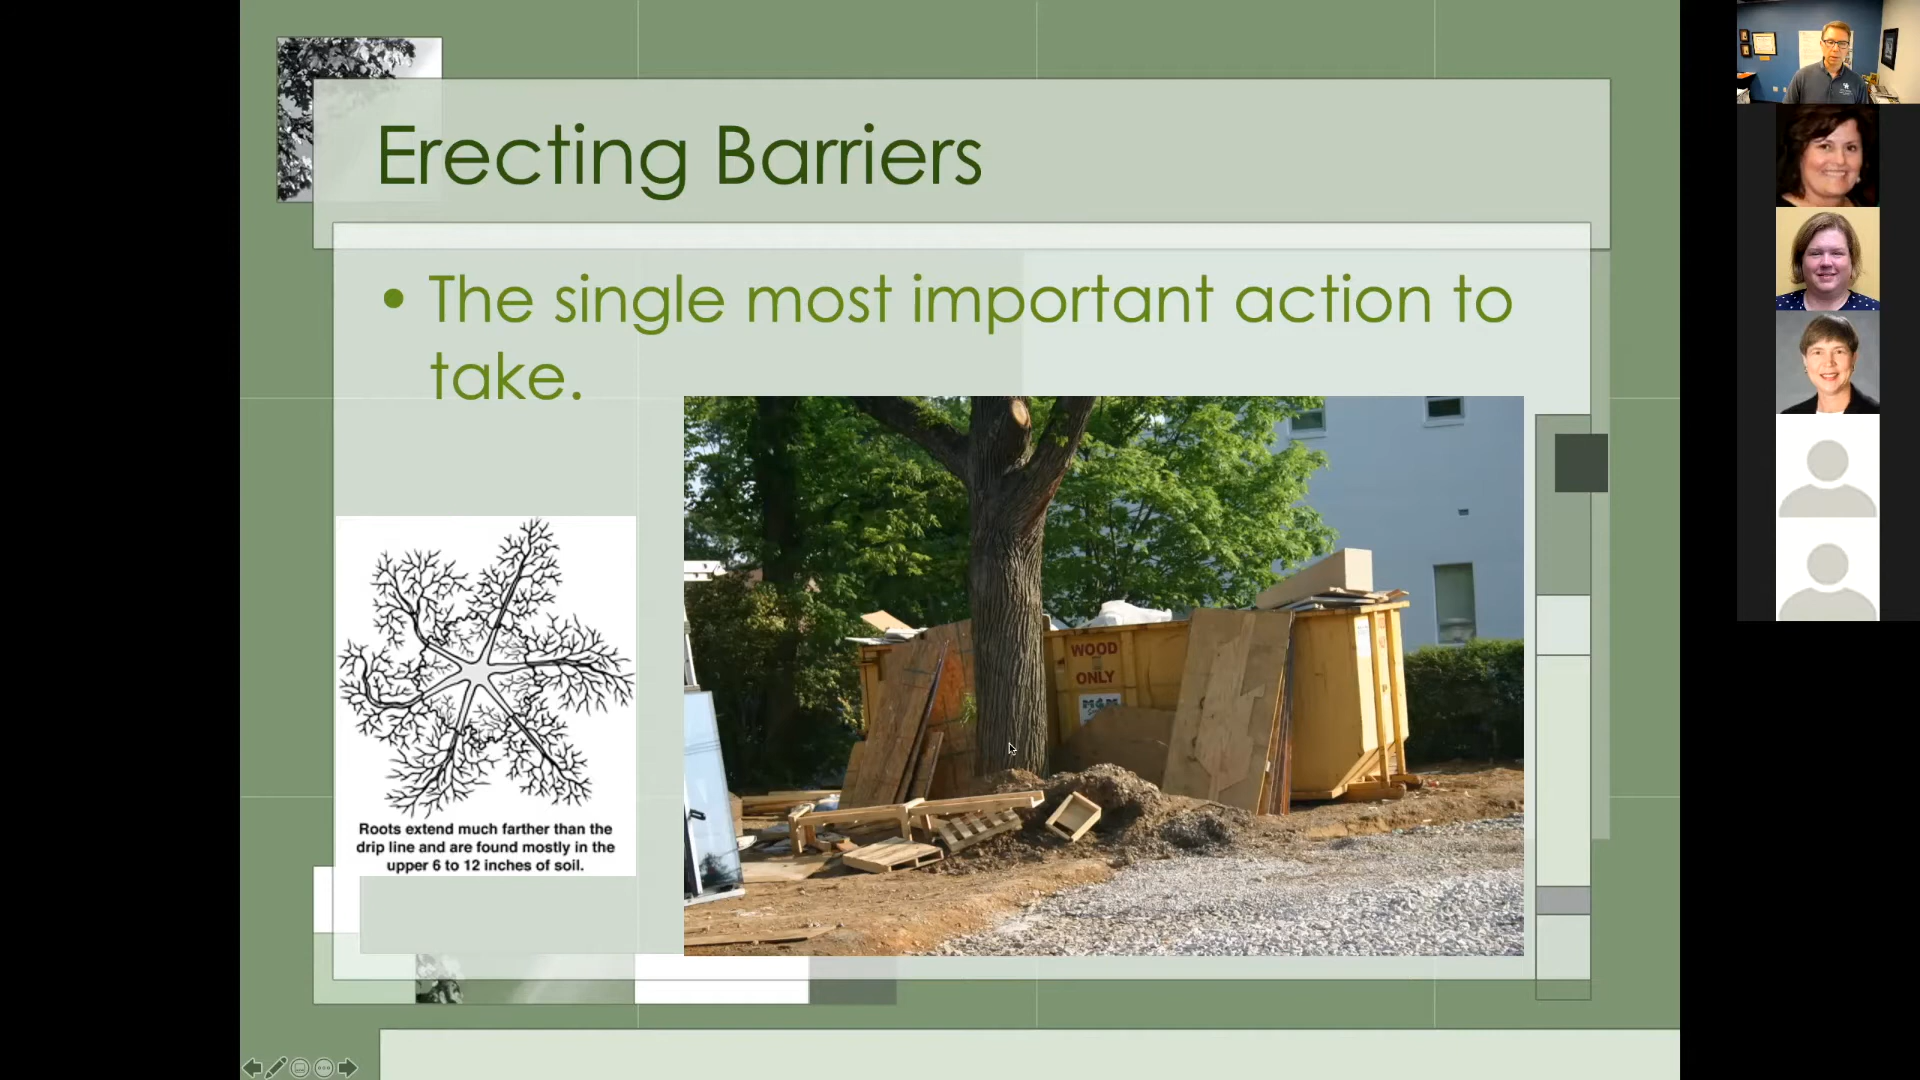 Erecting Barriers
• The single most important action to
take.
WOOD
ONLY
M&M
Roots extend much farther than the
drip line and are found mostly in the
upper 6 to 12 inches of soil.